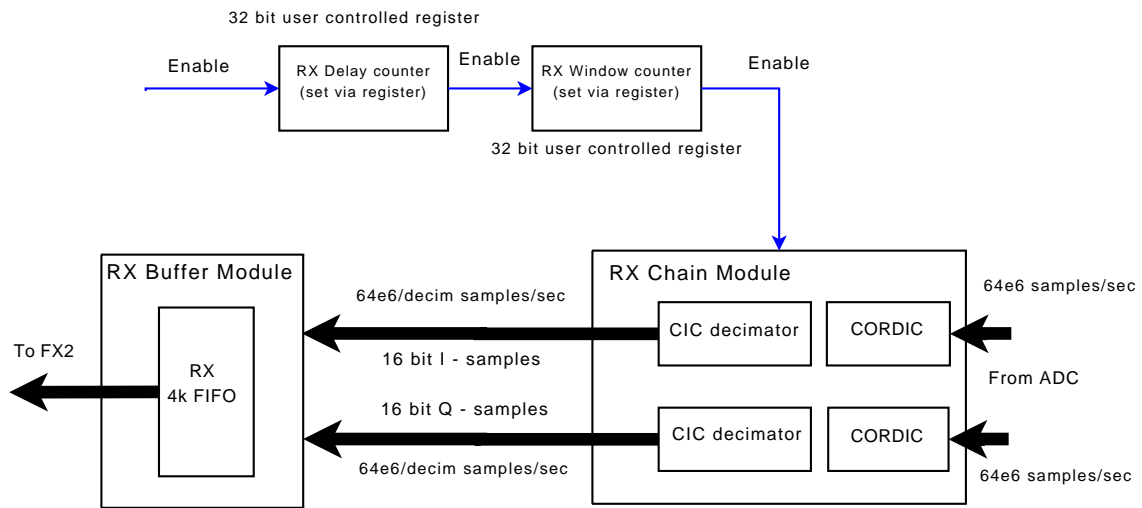 32 bit user controlled register
Enable
RX Delay counter
(set via register)
Enable
RX Window counter
(set via register)
Enable
32 bit user controlled register
RX Buffer Module
RX Chain Module
64e6/decim samples/sec
64e6 samples/sec
CIC decimator
CORDIC
To FX2
RX
4k FIFO
16 bit I - samples
From ADC
16 bit Q - samples
CIC decimator
CORDIC
64e6/decim samples/sec
64e6 samples/sec